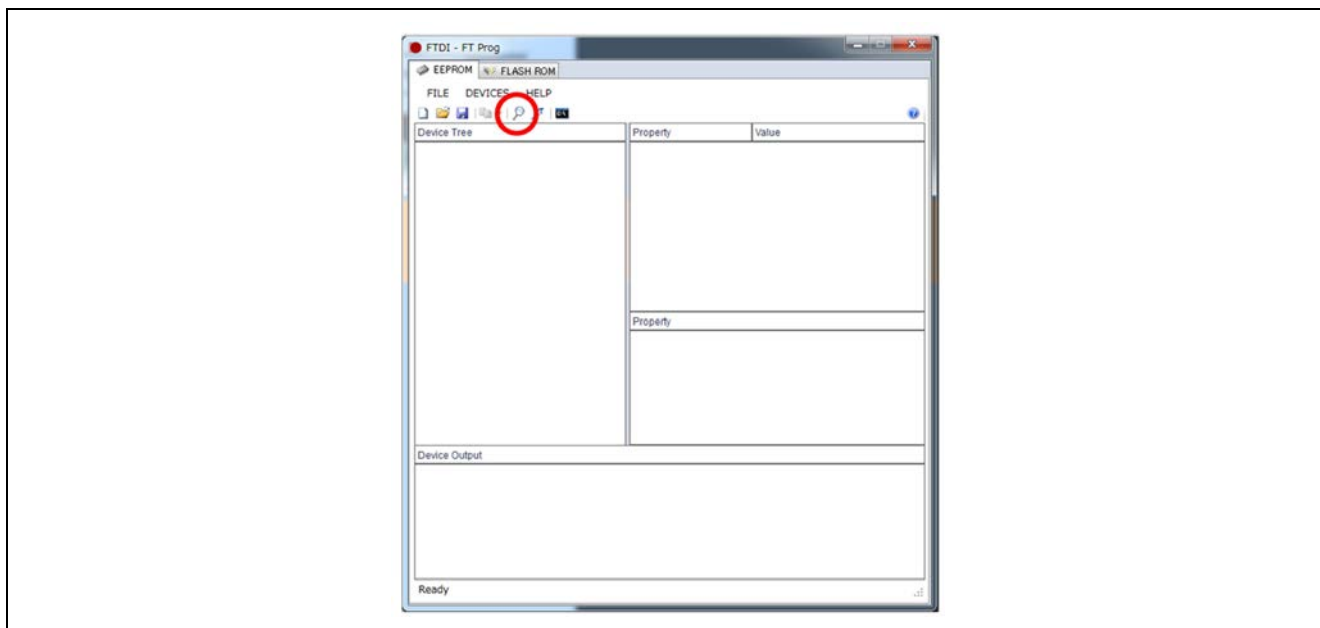 FTDI - FT Prog
EEPROM FLASH ROM
FILE DEVICES HELP
Device Tree Property Value
Property
Device Output
Ready